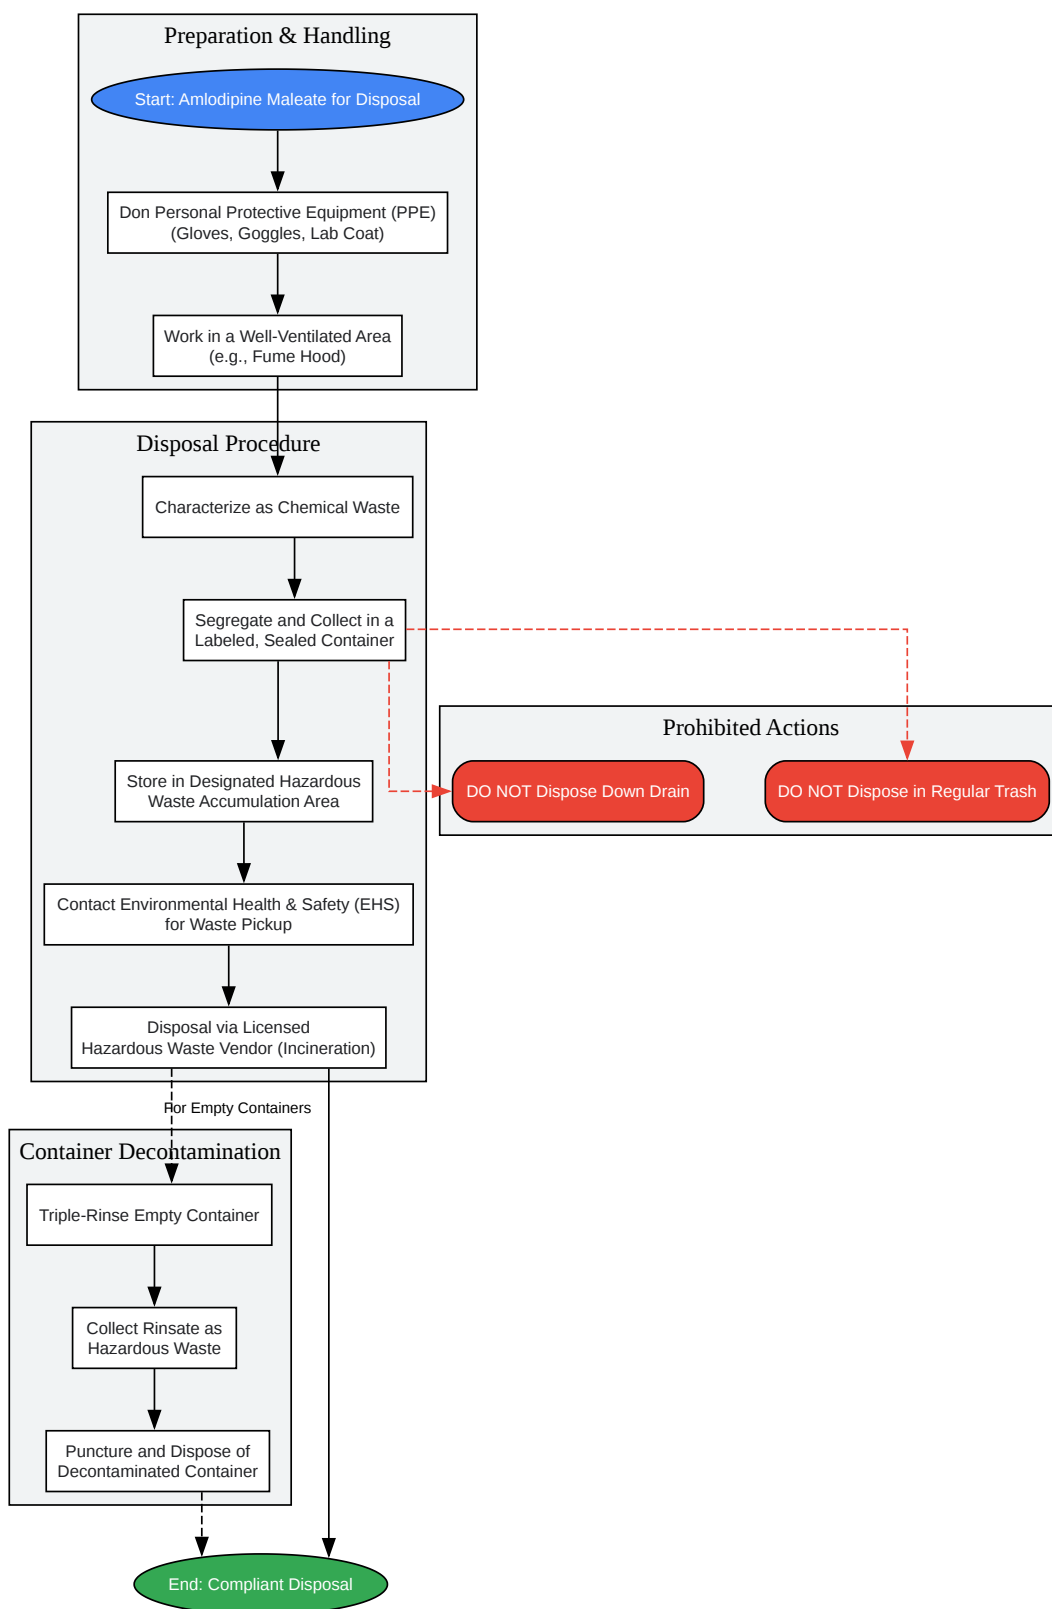 Preparation & Handling
Start: Amlodipine Maleate for Disposal
Don Personal Protective Equipment (PPE)
(Gloves, Goggles, Lab Coat)
Work in a Well-Ventilated Area
(e.g., Fume Hood)
Disposal Procedure
Characterize as Chemical Waste
Segregate and Collect in a
Labeled, Sealed Container
Prohibited Actions
DO NOT Dispose Down Drain
DO NOT Dispose in Regular Trash
Store in Designated Hazardous
Waste Accumulation Area
Contact Environmental Health & Safety (EHS)
for Waste Pickup
Disposal via Licensed
Hazardous Waste Vendor (Incineration)
For Empty Containers
Container Decontamination
Triple-Rinse Empty Container
Collect Rinsate as
Hazardous Waste
Puncture and Dispose of
Decontaminated Container
End: Compliant Disposal